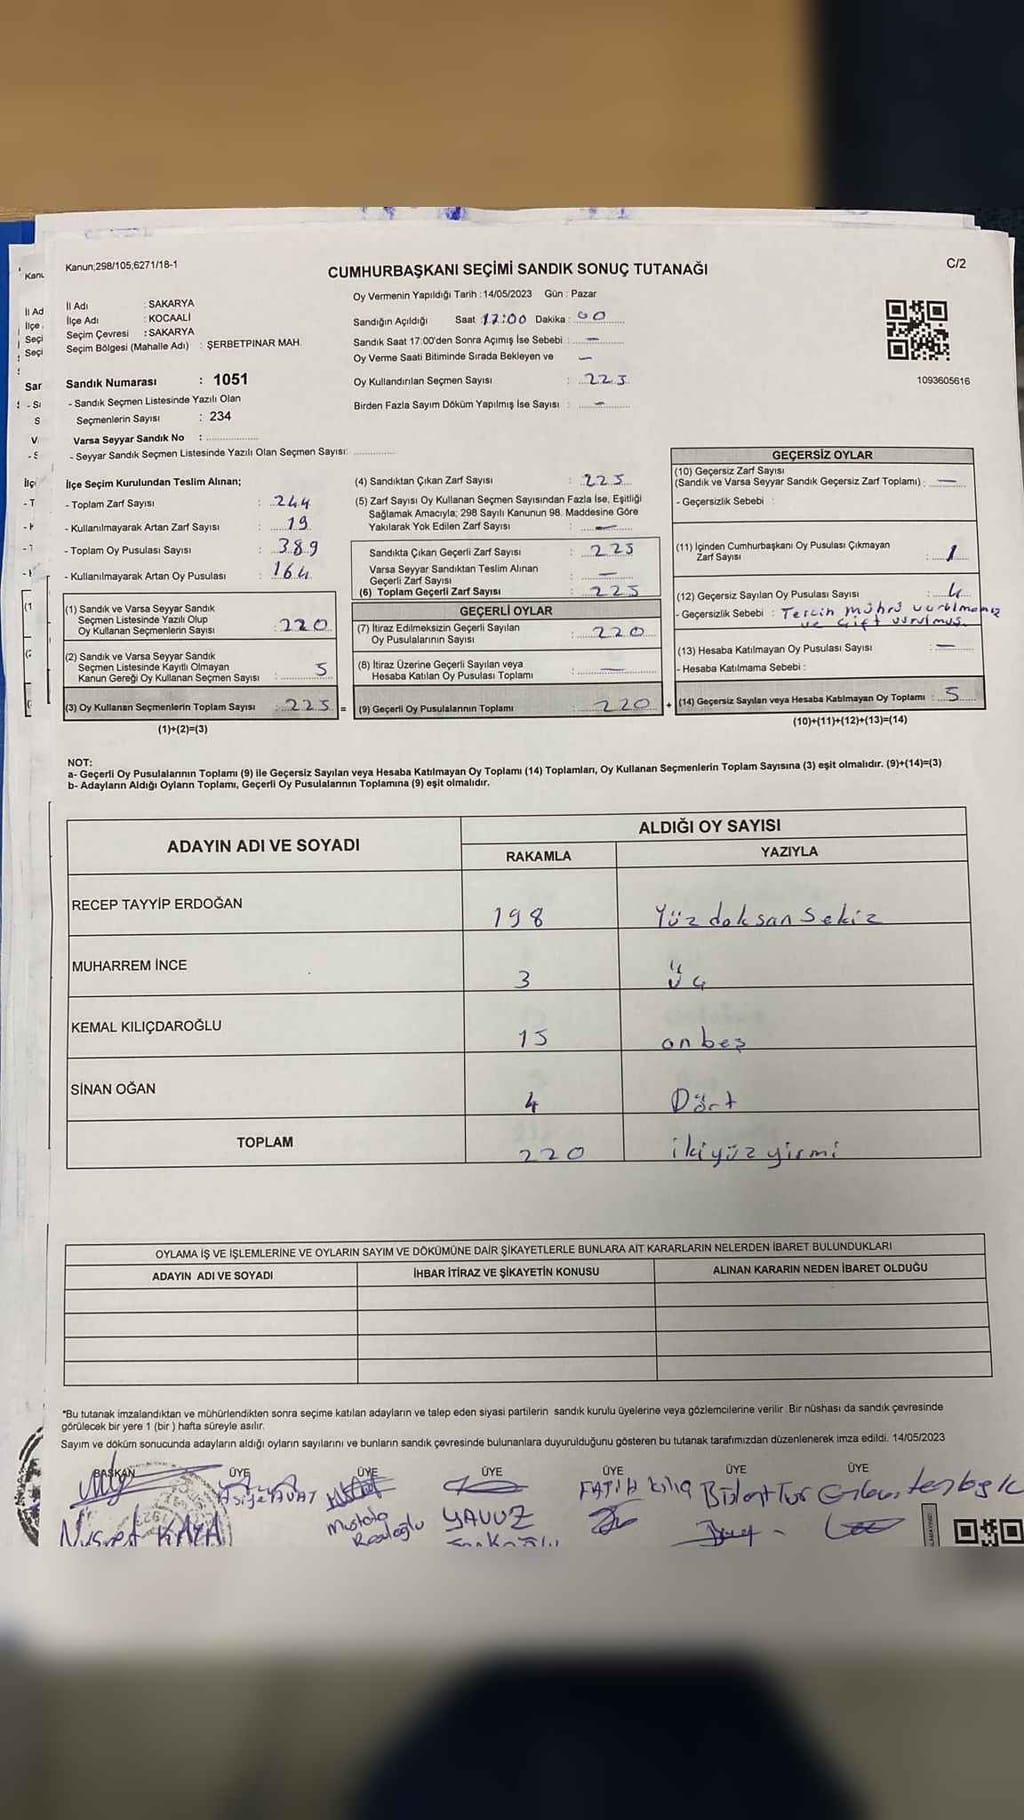 Kanun;298/105;6271/18-1
C/2
CUMHURBAŞKANI SEÇİMİ SANDIK SONUÇ TUTANAĞI
İl Adı : SAKARYA
İlçe Adı : KOCAALİ
Seçim Çevresi : SAKARYA
Seçim Bölgesi (Mahalle Adı) : ŞERBETPINAR MAH.
Sandık Numarası : 1051
- Sandık Seçmen Listesinde Yazılı Olan
Seçmenlerin Sayısı : 234
Varsa Seyyar Sandık No :
- Seyyar Sandık Seçmen Listesinde Yazılı Olan Seçmen Sayısı:
Oy Vermenin Yapıldığı Tarih : 14/05/2023 Gün : Pazar
Sandığın Açıldığı Saat 17:00 Dakika : 00
Sandık Saat 17:00'den Sonra Açımış İse Sebebi : —
Oy Verme Saati Bitiminde Sırada Bekleyen ve —
Oy Kullandırılan Seçmen Sayısı : 225
Birden Fazla Sayım Döküm Yapılmış İse Sayısı : —
1093605616
İlçe Seçim Kurulundan Teslim Alınan;
- Toplam Zarf Sayısı : 244
- Kullanılmayarak Artan Zarf Sayısı : 19
- Toplam Oy Pusulası Sayısı : 389
- Kullanılmayarak Artan Oy Pusulası : 164
(1) Sandık ve Varsa Seyyar Sandık
Seçmen Listesinde Yazılı Olup
Oy Kullanan Seçmenlerin Sayısı : 220
(2) Sandık ve Varsa Seyyar Sandık
Seçmen Listesinde Kayıtlı Olmayan
Kanun Gereği Oy Kullanan Seçmen Sayısı : 5
(3) Oy Kullanan Seçmenlerin Toplam Sayısı : 225 =
(1)+(2)=(3)
(4) Sandıktan Çıkan Zarf Sayısı : 225
(5) Zarf Sayısı Oy Kullanan Seçmen Sayısından Fazla İse, Eşitliği
Sağlamak Amacıyla; 298 Sayılı Kanunun 98. Maddesine Göre
Yakılarak Yok Edilen Zarf Sayısı : —
Sandıkta Çıkan Geçerli Zarf Sayısı : 225
Varsa Seyyar Sandıktan Teslim Alınan
Geçerli Zarf Sayısı : —
(6) Toplam Geçerli Zarf Sayısı : 225
GEÇERLİ OYLAR
(7) İtiraz Edilmeksizin Geçerli Sayılan
Oy Pusulalarının Sayısı : 220
(8) İtiraz Üzerine Geçerli Sayılan veya
Hesaba Katılan Oy Pusulası Toplamı : —
(9) Geçerli Oy Pusulalarının Toplamı : 220 +
GEÇERSİZ OYLAR
(10) Geçersiz Zarf Sayısı
(Sandık ve Varsa Seyyar Sandık Geçersiz Zarf Toplamı) : —
- Geçersizlik Sebebi :
(11) İçinden Cumhurbaşkanı Oy Pusulası Çıkmayan
Zarf Sayısı : 1
(12) Geçersiz Sayılan Oy Pusulası Sayısı : 4
- Geçersizlik Sebebi : Tercih mührü vurulmamış
ve çift vurulmuş.
(13) Hesaba Katılmayan Oy Pusulası Sayısı : —
- Hesaba Katılmama Sebebi :
(14) Geçersiz Sayılan veya Hesaba Katılmayan Oy Toplamı : 5
(10)+(11)+(12)+(13)=(14)
NOT:
a- Geçerli Oy Pusulalarının Toplamı (9) ile Geçersiz Sayılan veya Hesaba Katılmayan Oy Toplamı (14) Toplamları, Oy Kullanan Seçmenlerin Toplam Sayısına (3) eşit olmalıdır. (9)+(14)=(3)
b- Adayların Aldığı Oyların Toplamı, Geçerli Oy Pusulalarının Toplamına (9) eşit olmalıdır.
ADAYIN ADI VE SOYADI
ALDIĞI OY SAYISI
RAKAMLA YAZIYLA
RECEP TAYYİP ERDOĞAN 198 Yüzdoksan Sekiz
MUHARREM İNCE 3 üç
KEMAL KILIÇDAROĞLU 15 onbeş
SİNAN OĞAN 4 Dört
TOPLAM 220 ikiyüz yirmi
OYLAMA İŞ VE İŞLEMLERİNE VE OYLARIN SAYIM VE DÖKÜMÜNE DAİR ŞİKAYETLERLE BUNLARA AİT KARARLARIN NELERDEN İBARET BULUNDUKLARI
ADAYIN ADI VE SOYADI İHBAR İTİRAZ VE ŞİKAYETİN KONUSU ALINAN KARARIN NEDEN İBARET OLDUĞU
*Bu tutanak imzalandıktan ve mühürlendikten sonra seçime katılan adayların ve talep eden siyasi partilerin sandık kurulu üyelerine veya gözlemcilerine verilir. Bir nüshası da sandık çevresinde
görülecek bir yere 1 (bir ) hafta süreyle asılır.
Sayım ve döküm sonucunda adayların aldığı oyların sayılarını ve bunların sandık çevresinde bulunanlara duyurulduğunu gösteren bu tutanak tarafımızdan düzenlenerek imza edildi. 14/05/2023
BAŞKAN ÜYE ÜYE ÜYE ÜYE ÜYE ÜYE
FATİH Kılıç
Nusret KAYA Mustafa YAVUZ